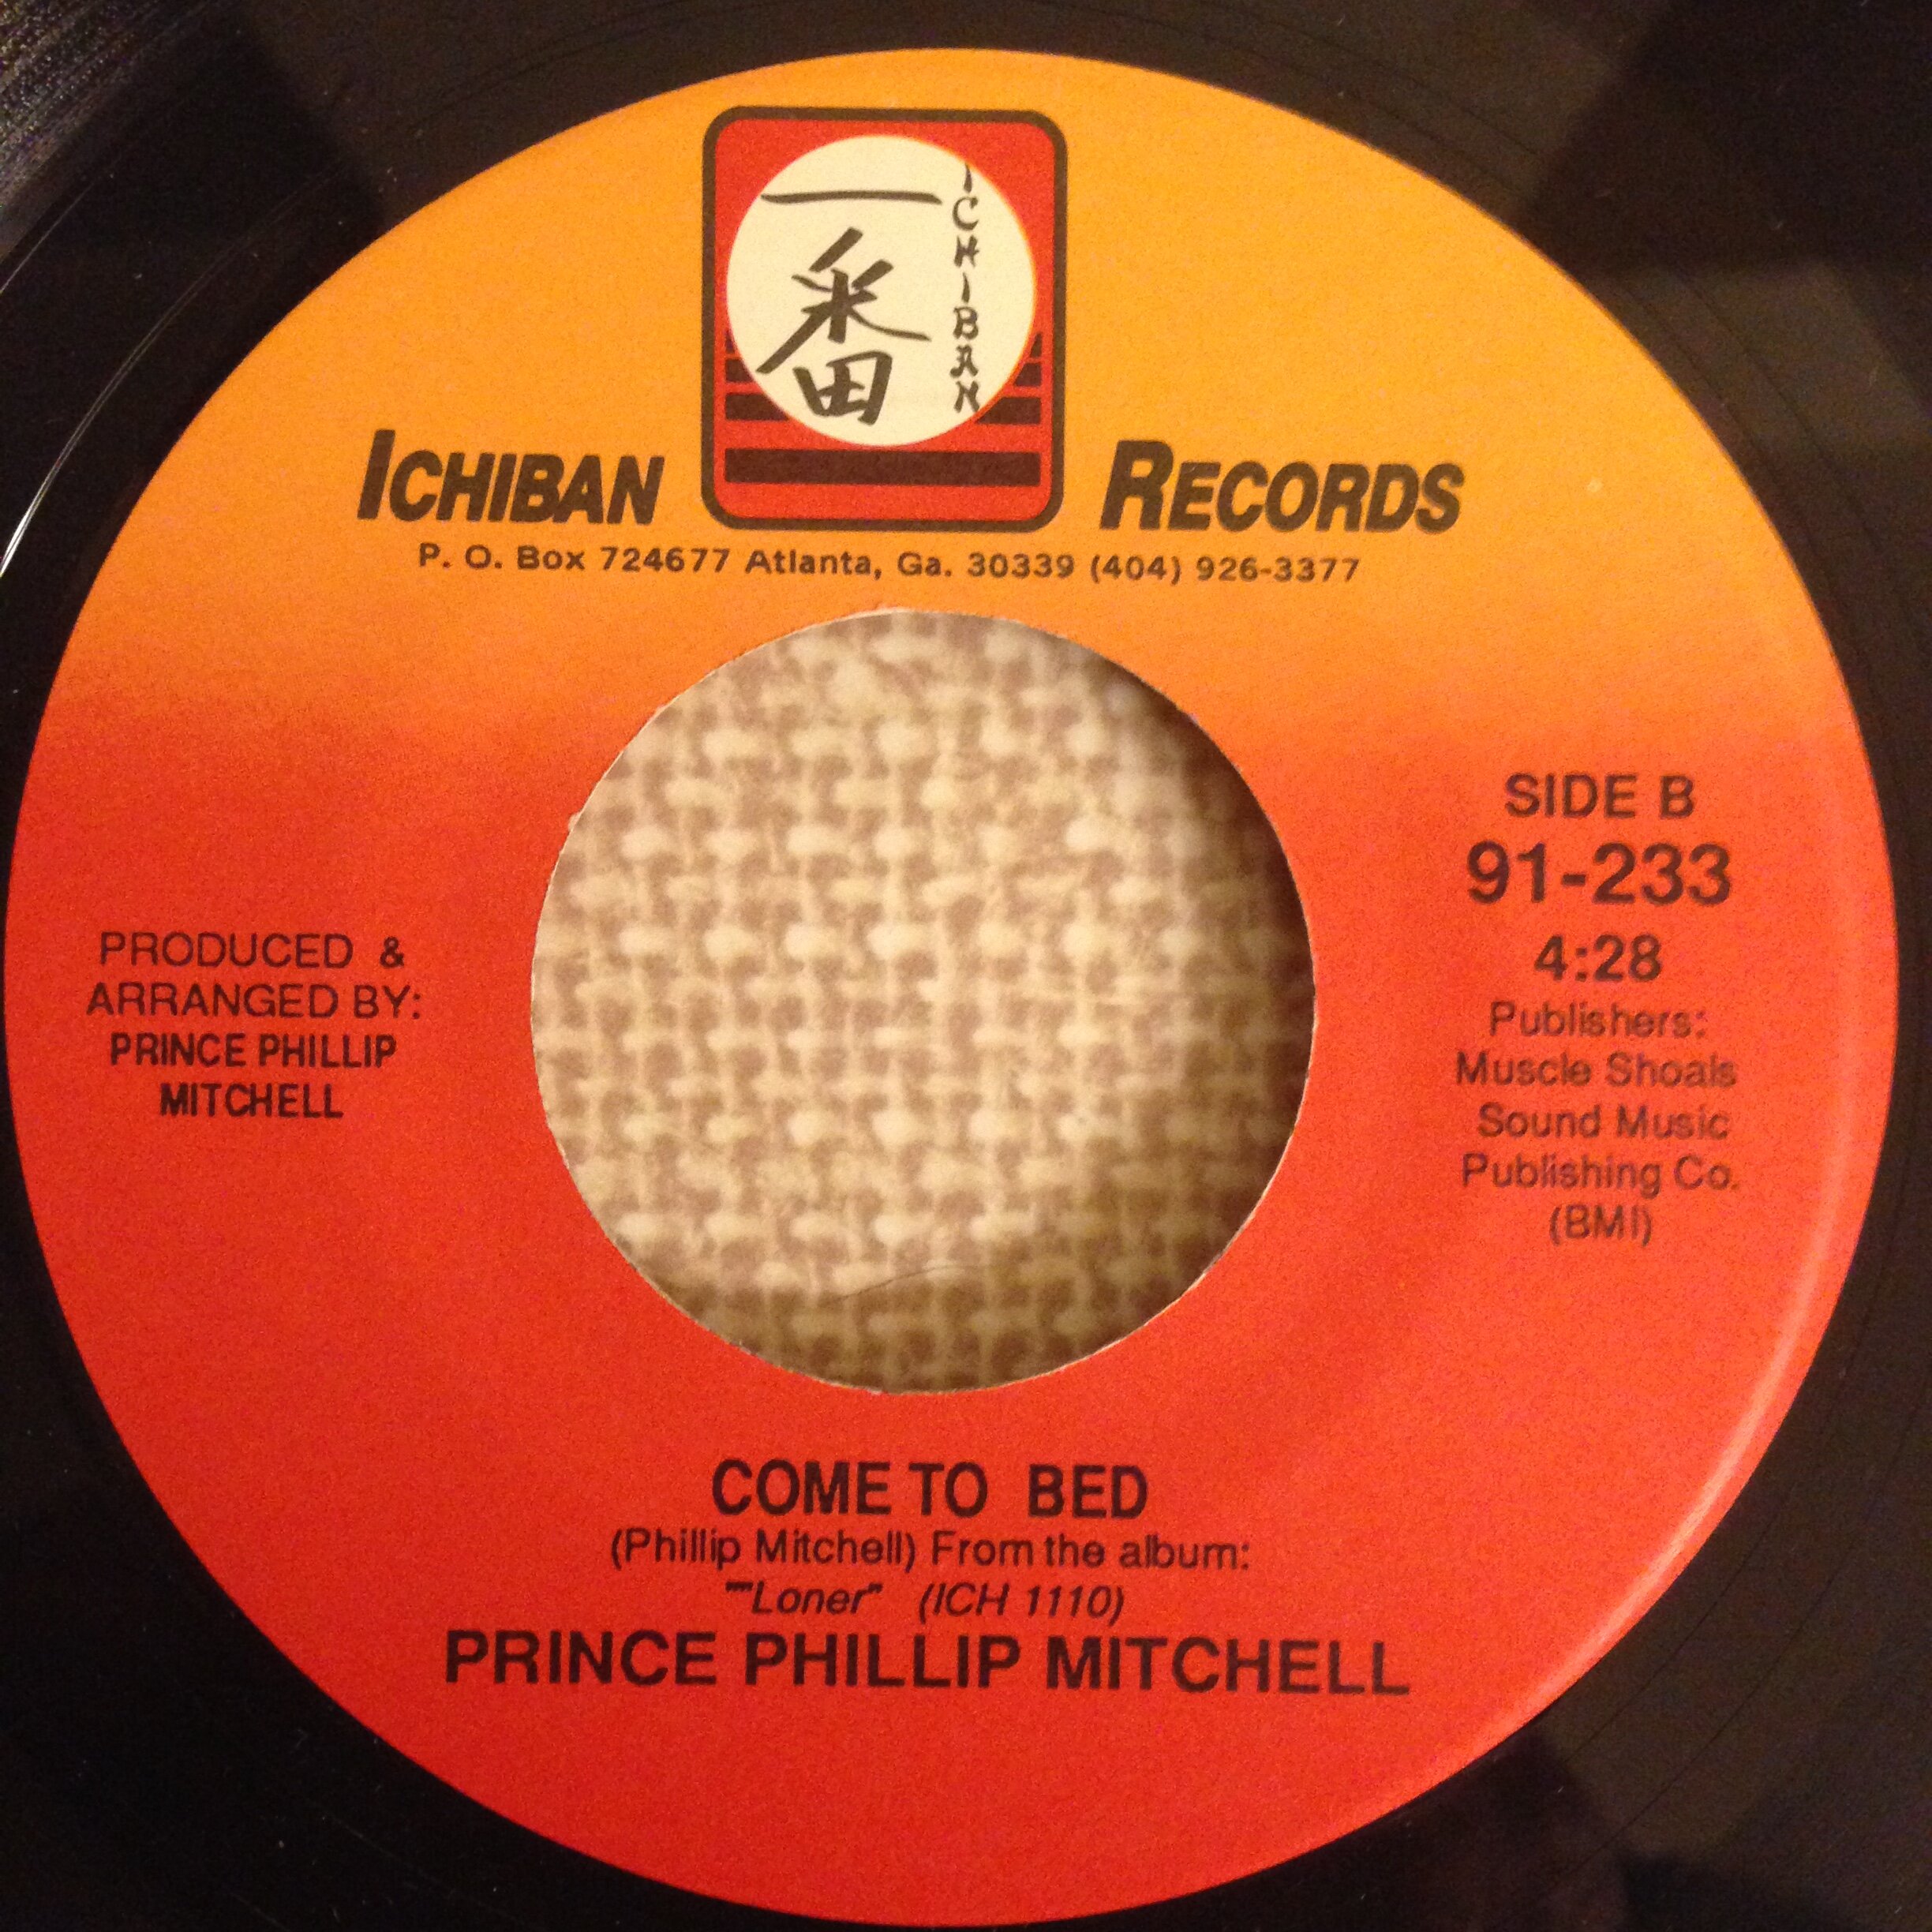 一番
ICHIBAN
ICHIBAN RECORDS
P. O. Box 724677 Atlanta, Ga. 30339 (404) 926-3377
SIDE B
91-233
4:28
Publishers:
Muscle Shoals
Sound Music
Publishing Co.
(BMI)
PRODUCED & 
ARRANGED BY:
PRINCE PHILLIP
MITCHELL
COME TO BED
(Phillip Mitchell) From the album:
""Loner" (ICH 1110)
PRINCE PHILLIP MITCHELL